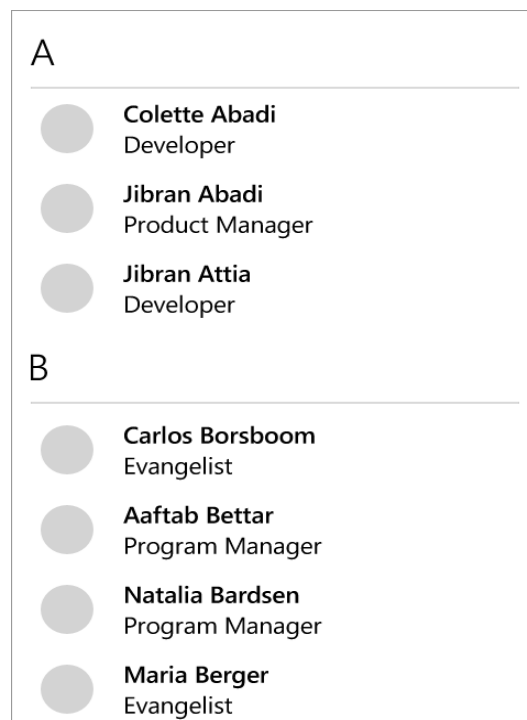 A
Colette Abadi
Developer
Jibran Abadi
Product Manager
Jibran Attia
Developer
B
Carlos Borsboom
Evangelist
Aaftab Bettar
Program Manager
Natalia Bardsen
Program Manager
Maria Berger
Evangelist